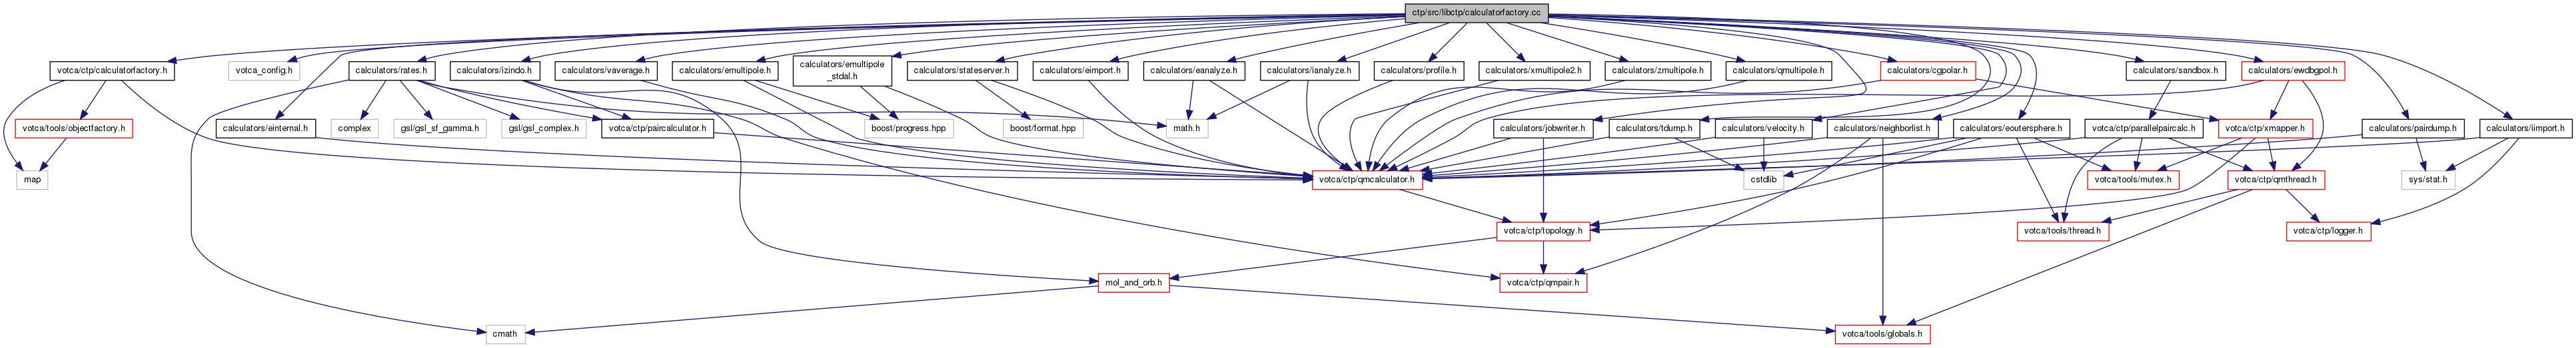 ctp/src/libctp/calculatorfactory.cc
votca/ctp/calculatorfactory.h
votca_config.h
calculators/rates.h
calculators/izindo.h
calculators/vaverage.h
calculators/emultipole.h
calculators/emultipole
_stdal.h
calculators/stateserver.h
calculators/eimport.h
calculators/eanalyze.h
calculators/ianalyze.h
calculators/profile.h
calculators/xmultipole2.h
calculators/zmultipole.h
calculators/qmultipole.h
calculators/cgpolar.h
calculators/sandbox.h
calculators/ewdbgpol.h
votca/tools/objectfactory.h
calculators/einternal.h
complex
gsl/gsl_sf_gamma.h
gsl/gsl_complex.h
votca/ctp/paircalculator.h
boost/progress.hpp
boost/format.hpp
math.h
calculators/jobwriter.h
calculators/tdump.h
calculators/velocity.h
calculators/neighborlist.h
calculators/eoutersphere.h
votca/ctp/parallelpaircalc.h
votca/ctp/xmapper.h
calculators/pairdump.h
calculators/iimport.h
map
votca/ctp/qmcalculator.h
cstdlib
votca/tools/mutex.h
votca/ctp/qmthread.h
sys/stat.h
votca/ctp/topology.h
votca/tools/thread.h
votca/ctp/logger.h
mol_and_orb.h
votca/ctp/qmpair.h
cmath
votca/tools/globals.h